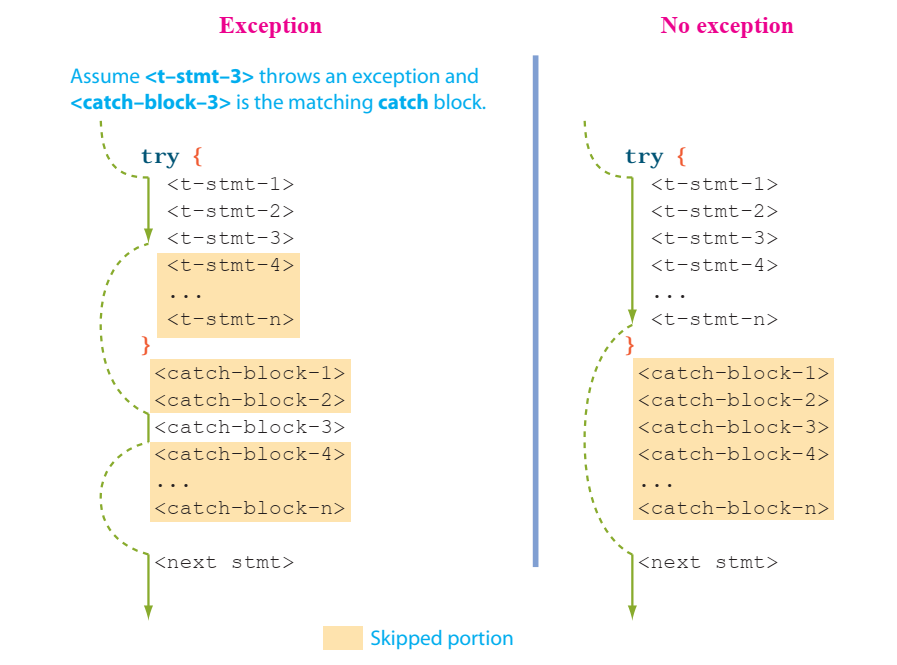 Exception
Assume <t–stmt–3> throws an exception and
<catch–block–3> is the matching catch block.
try {
<t-stmt-1>
<t-stmt-2>
<t-stmt-3>
<t-stmt-4>
...
<t-stmt-n>
}
<catch-block-1>
<catch-block-2>
<catch-block-3>
<catch-block-4>
...
<catch-block-n>
<next stmt>
No exception
try {
<t-stmt-1>
<t-stmt-2>
<t-stmt-3>
<t-stmt-4>
...
<t-stmt-n>
}
<catch-block-1>
<catch-block-2>
<catch-block-3>
<catch-block-4>
...
<catch-block-n>
<next stmt>
Skipped portion